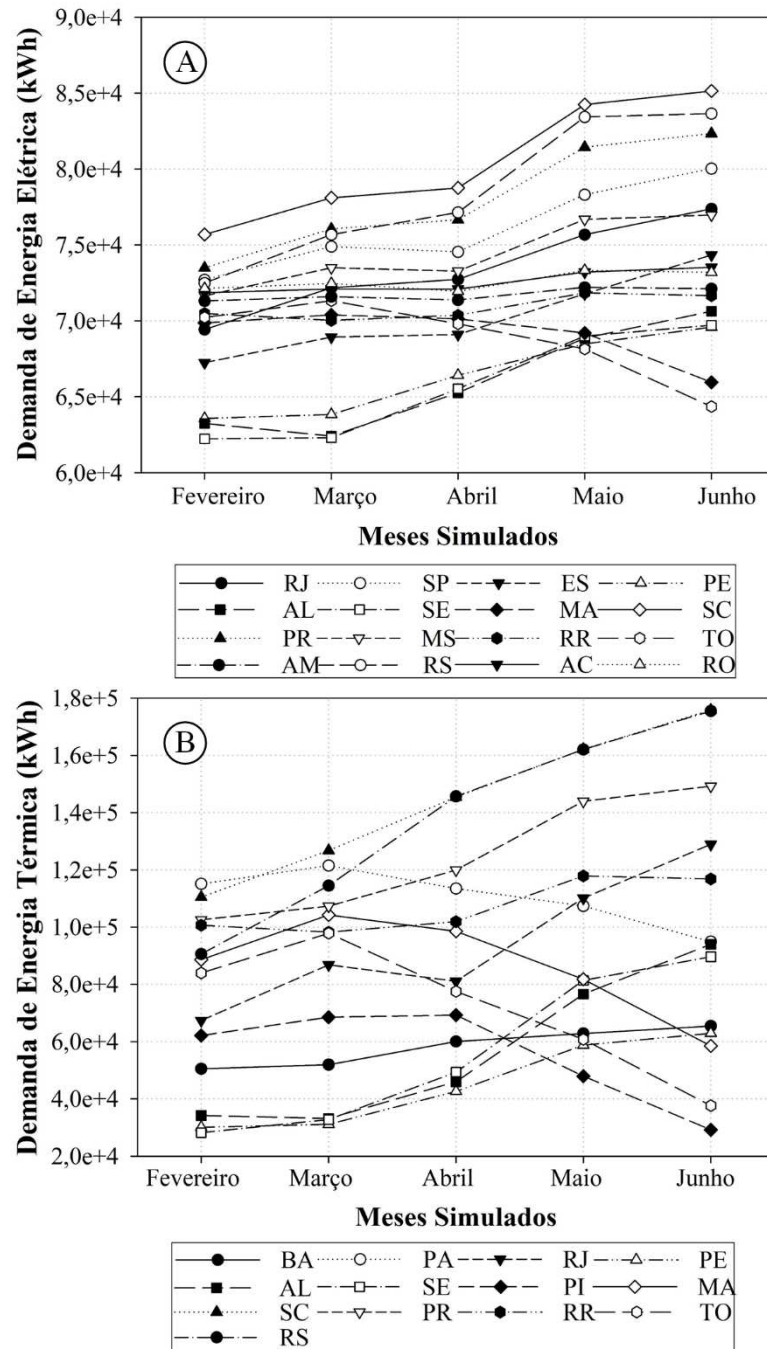 A
Demanda de Energia Elétrica (kWh)
9,0e+4
8,5e+4
8,0e+4
7,5e+4
7,0e+4
6,5e+4
6,0e+4
Fevereiro Março Abril Maio Junho
Meses Simulados
RJ SP ES PE
AL SE MA SC
PR MS RR TO
AM RS AC RO
B
Demanda de Energia Térmica (kWh)
1,8e+5
1,6e+5
1,4e+5
1,2e+5
1,0e+5
8,0e+4
6,0e+4
4,0e+4
2,0e+4
Fevereiro Março Abril Maio Junho
Meses Simulados
BA PA RJ PE
AL SE PI MA
SC PR RR TO
RS